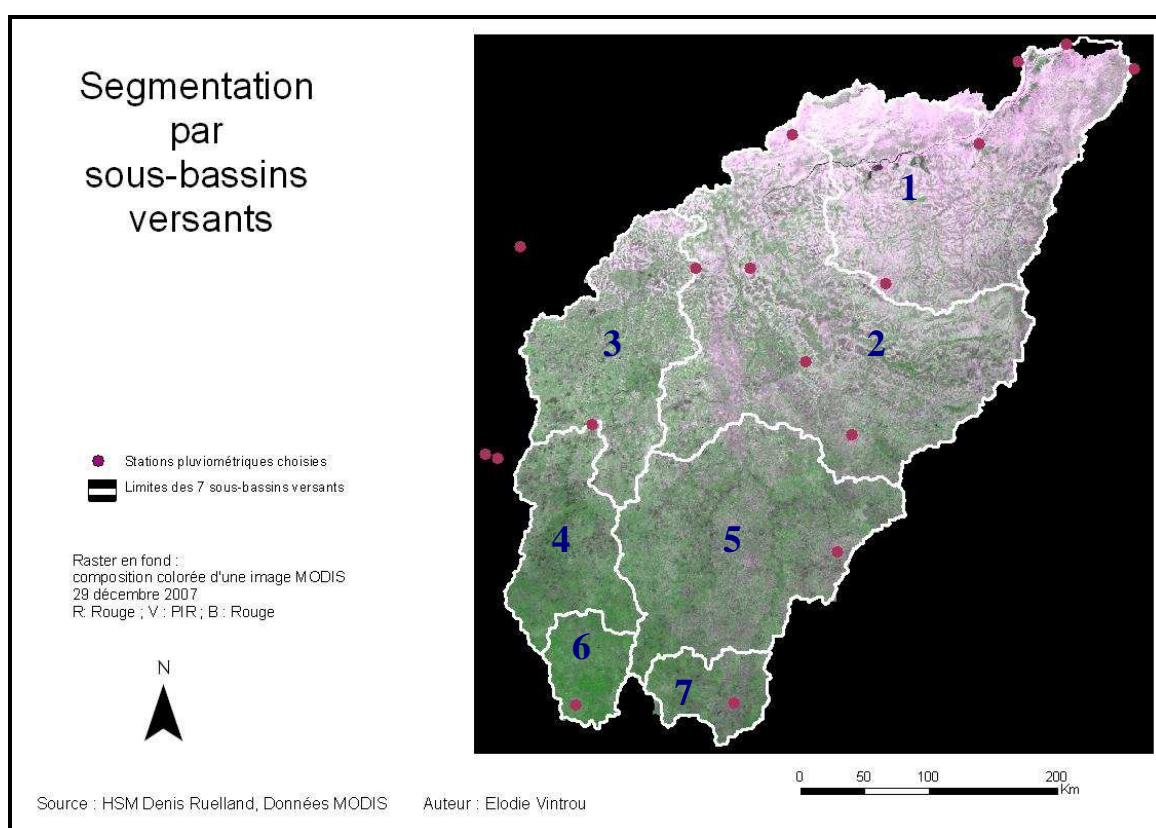 Segmentation
par
sous-bassins
versants
1
2
3
4
5
6
7
Stations pluviométriques choisies
Limites des 7 sous-bassins versants
Raster en fond :
composition colorée d'une image MODIS
29 décembre 2007
R: Rouge ; V : PIR ; B : Rouge
N
0 50 100 200
Km
Source : HSM Denis Ruelland, Données MODIS Auteur : Elodie Vintrou